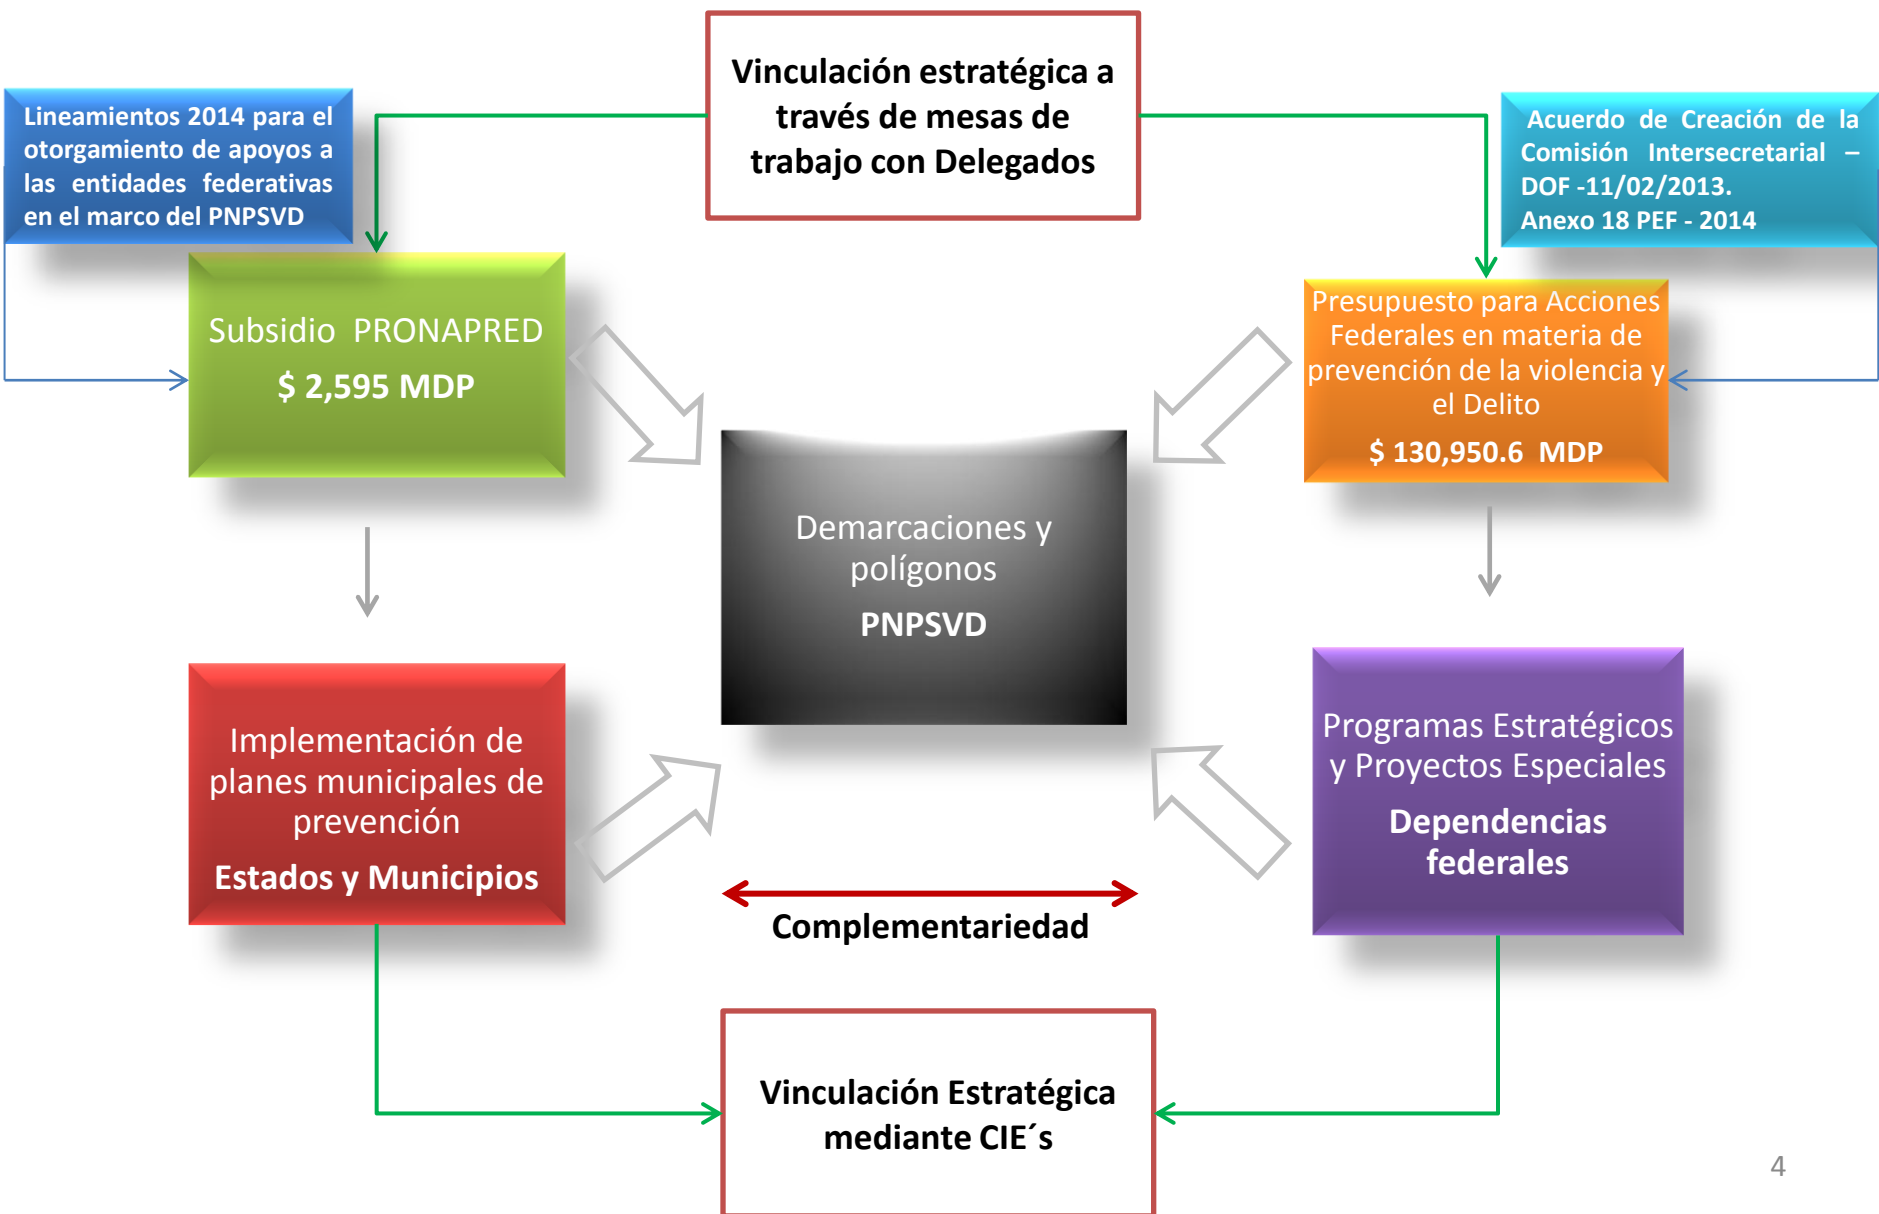 Vinculación estratégica a
través de mesas de
trabajo con Delegados
Lineamientos 2014 para el
otorgamiento de apoyos a
las entidades federativas
en el marco del PNPSVD
Acuerdo de Creación de la
Comisión Intersecretarial –
DOF -11/02/2013.
Anexo 18 PEF - 2014
Subsidio PRONAPRED
$ 2,595 MDP
Presupuesto para Acciones
Federales en materia de
prevención de la violencia y
el Delito
$ 130,950.6 MDP
Demarcaciones y
polígonos
PNPSVD
Implementación de
planes municipales de
prevención
Estados y Municipios
Programas Estratégicos
y Proyectos Especiales
Dependencias
federales
Complementariedad
Vinculación Estratégica
mediante CIE´s
4